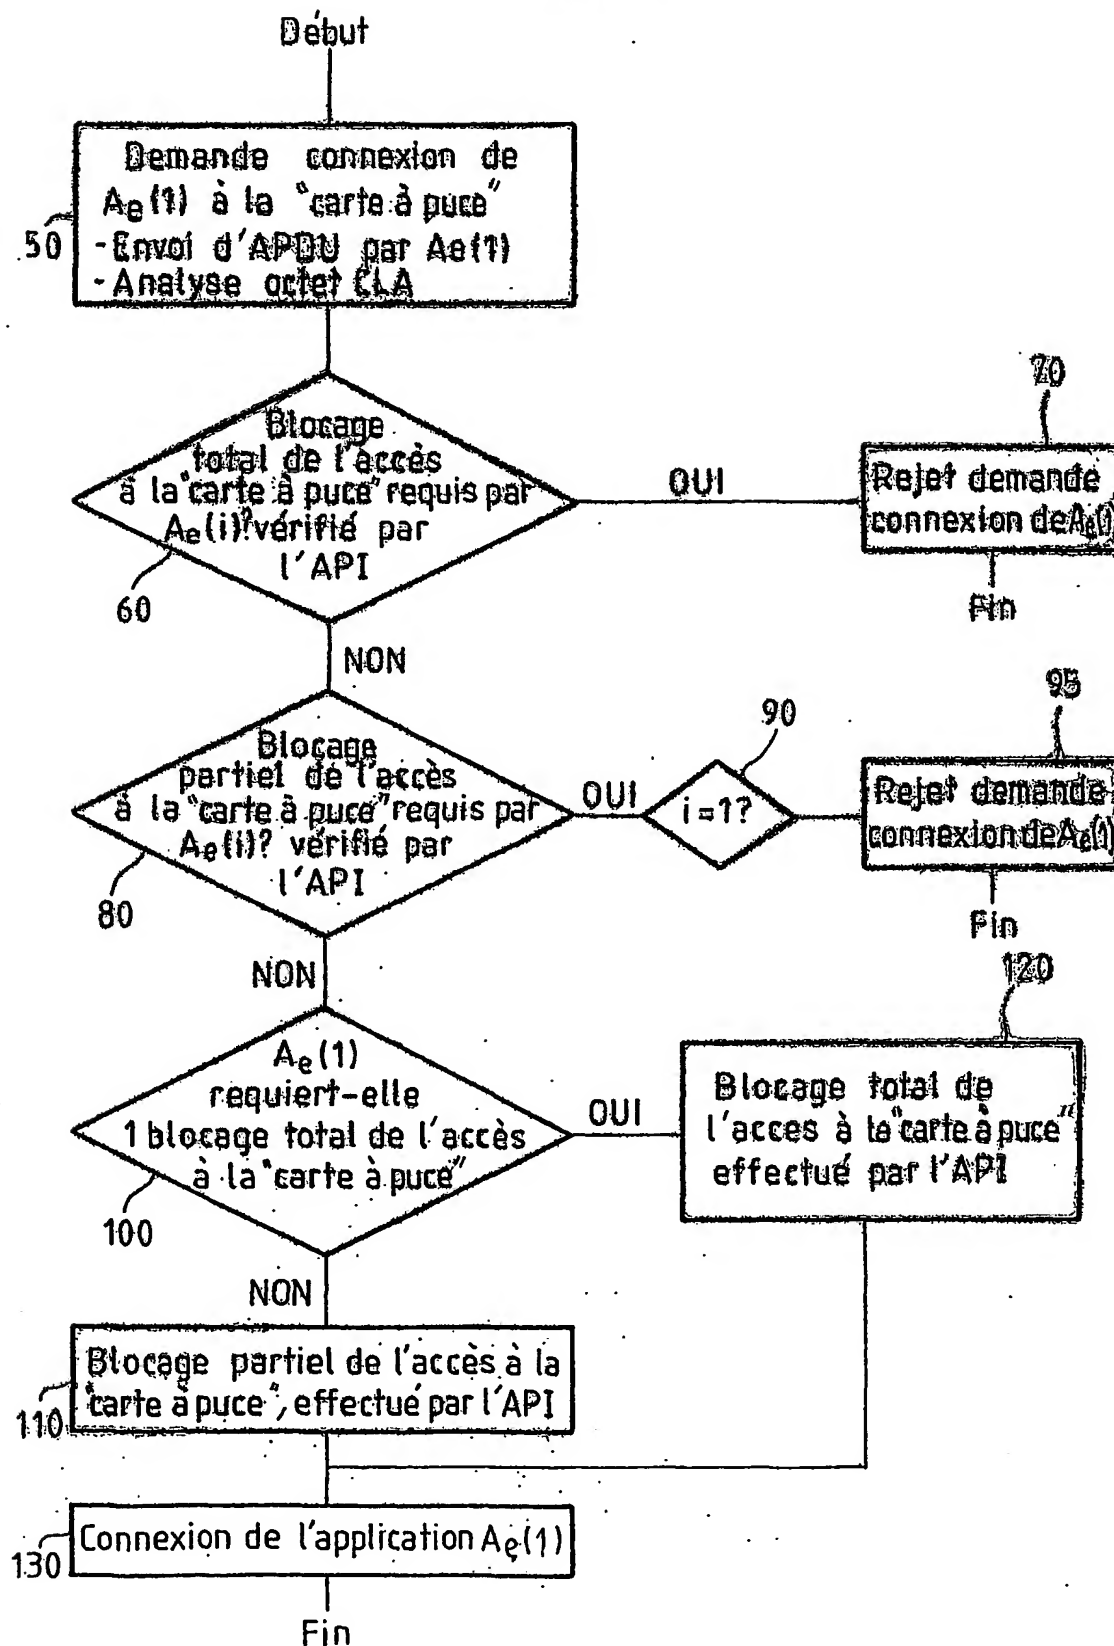 Début
Demande connexion de
Ae(1) à la "carte à puce"
50
-Envoi d'APDU par Ae(1)
-Analyse octet CLA
70
Blocage
total de l'accès
à la "carte à puce" requis par
Ae(i)? vérifié par
l'API
60
OUI
Rejet demande
connexion de Ae(1)
Fin
NON
95
90
Blocage
partiel de l'accès
à la "carte à puce" requis par
Ae(i)? vérifié par
l'API
80
OUI
i=1?
Rejet demande
connexion de Ae(1)
Fin
NON
120
Ae(1)
requiert-elle
1 blocage total de l'accès
à la "carte à puce"
100
OUI
Blocage total de
l'acces à la "carte à puce"
effectué par l'API
NON
Blocage partiel de l'accès à la
"carte à puce", effectué par l'API
110
Connexion de l'application Ae(1)
130
Fin